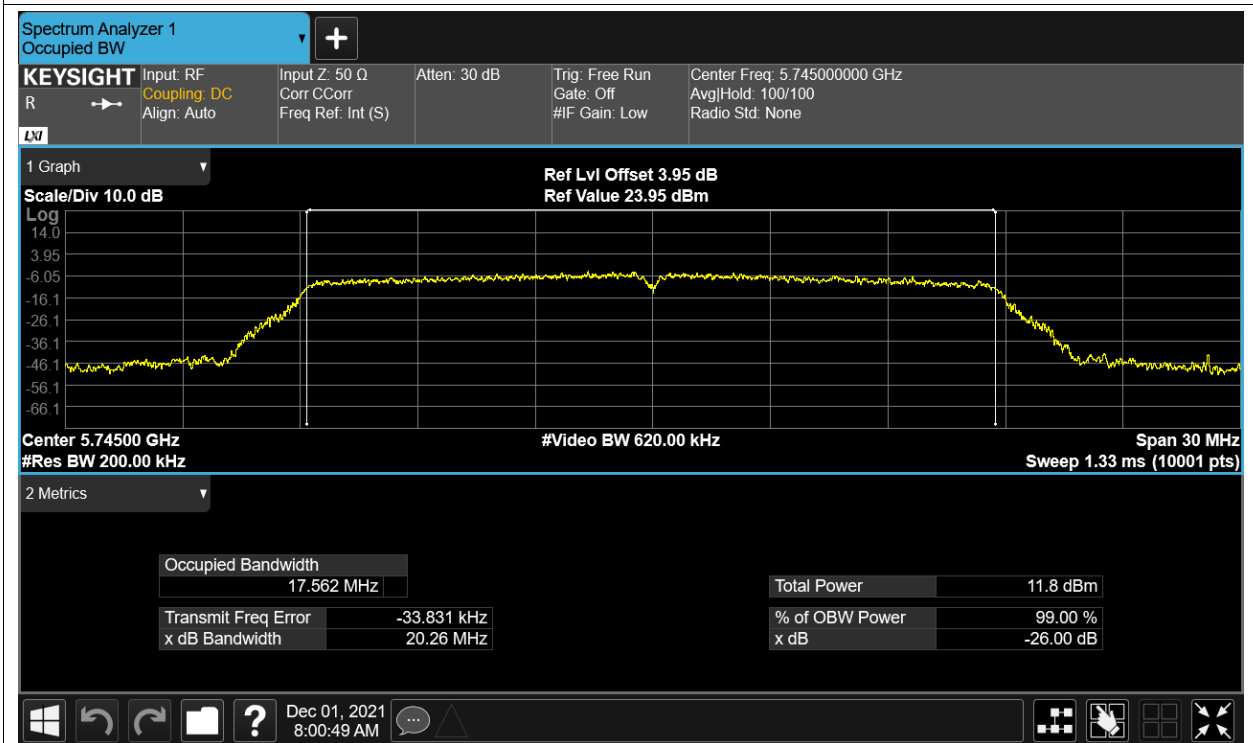 Spectrum Analyzer 1
Occupied BW
KEYSIGHT
R
LXI
Input: RF
Coupling: DC
Align: Auto
Input Z: 50 Ω
Corr CCorr
Freq Ref: Int (S)
Atten: 30 dB
Trig: Free Run
Gate: Off
#IF Gain: Low
Center Freq: 5.745000000 GHz
Avg|Hold: 100/100
Radio Std: None
1 Graph
Scale/Div 10.0 dB
Ref Lvl Offset 3.95 dB
Ref Value 23.95 dBm
Log
14.0
3.95
-6.05
-16.1
-26.1
-36.1
-46.1
-56.1
-66.1
Center 5.74500 GHz
#Res BW 200.00 kHz
#Video BW 620.00 kHz
Span 30 MHz
Sweep 1.33 ms (10001 pts)
2 Metrics
Occupied Bandwidth
17.562 MHz
Transmit Freq Error -33.831 kHz
x dB Bandwidth 20.26 MHz
Total Power 11.8 dBm
% of OBW Power 99.00 %
x dB -26.00 dB
?
Dec 01, 2021
8:00:49 AM